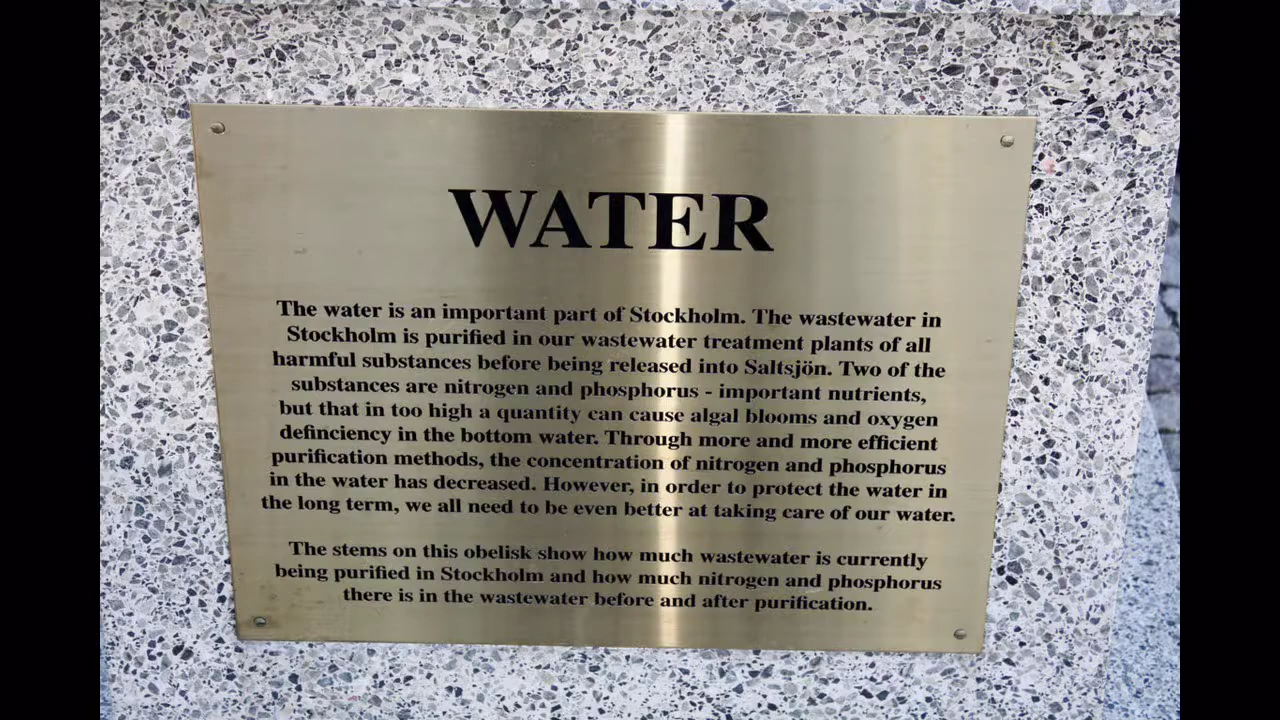 WATER
The water is an important part of Stockholm. The wastewater in
Stockholm is purified in our wastewater treatment plants of all
harmful substances before being released into Saltsjön. Two of the
substances are nitrogen and phosphorus - important nutrients,
but that in too high a quantity can cause algal blooms and oxygen
definciency in the bottom water. Through more and more efficient
purification methods, the concentration of nitrogen and phosphorus
in the water has decreased. However, in order to protect the water in
the long term, we all need to be even better at taking care of our water.
The stems on this obelisk show how much wastewater is currently
being purified in Stockholm and how much nitrogen and phosphorus
there is in the wastewater before and after purification.